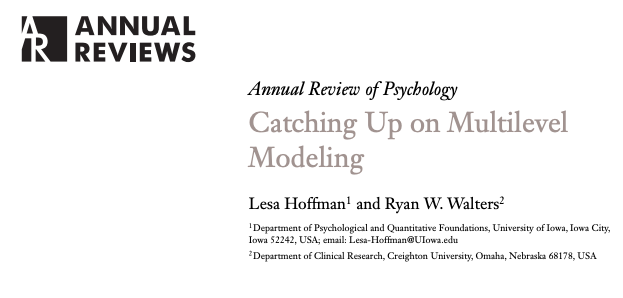 AR ANNUAL
REVIEWS
Annual Review of Psychology
Catching Up on Multilevel
Modeling
Lesa Hoffman¹ and Ryan W. Walters²
¹Department of Psychological and Quantitative Foundations, University of Iowa, Iowa City,
Iowa 52242, USA; email: Lesa-Hoffman@UIowa.edu
²Department of Clinical Research, Creighton University, Omaha, Nebraska 68178, USA